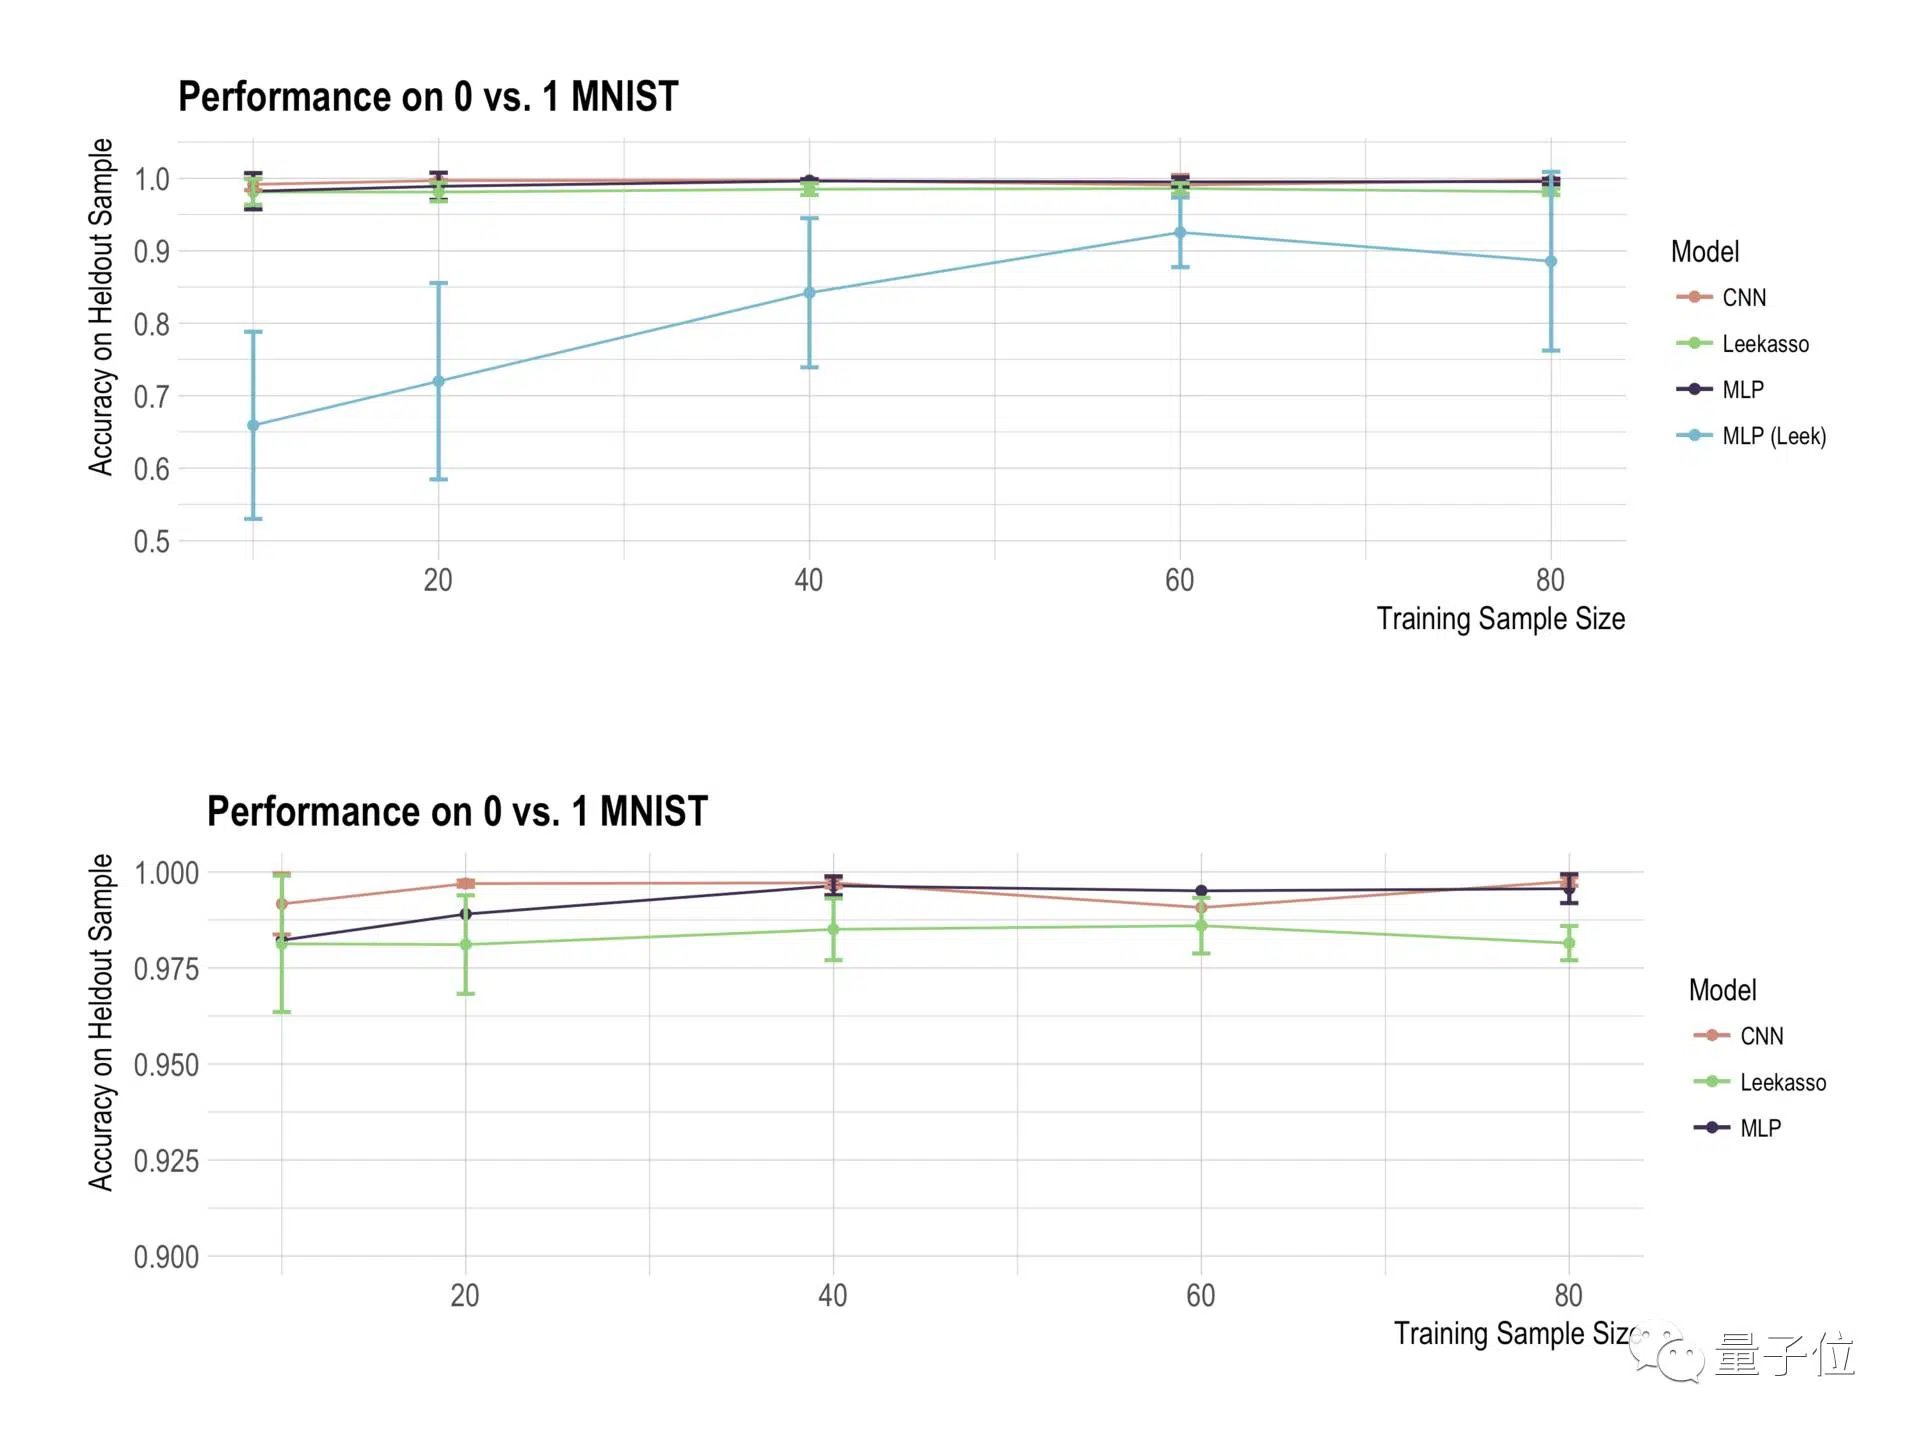 Performance on 0 vs. 1 MNIST
Accuracy on Heldout Sample
1.0
0.9
0.8
0.7
0.6
0.5
20 40 60 80
Training Sample Size
Model
CNN
Leekasso
MLP
MLP (Leek)
Performance on 0 vs. 1 MNIST
Accuracy on Heldout Sample
1.000
0.975
0.950
0.925
0.900
20 40 60 80
Training Sample Size
Model
CNN
Leekasso
MLP
量子位